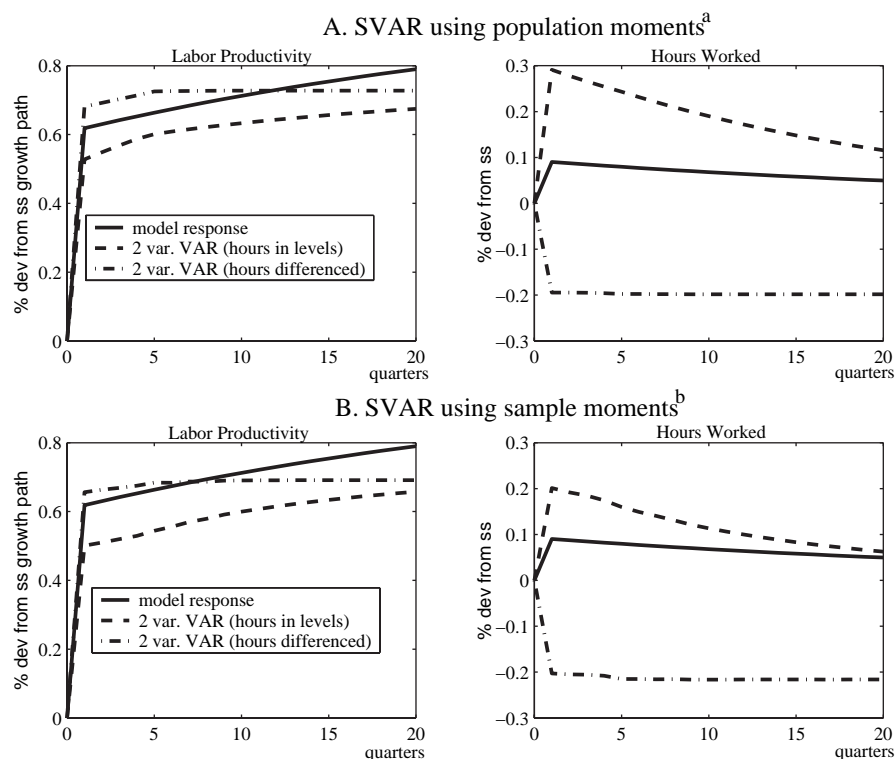 A. SVAR using population moments^a
Labor Productivity
% dev from ss growth path
0.8
0.6
0.4
0.2
0
model response
2 var. VAR (hours in levels)
2 var. VAR (hours differenced)
0 5 10 15 20
quarters
Hours Worked
% dev from ss
0.3
0.2
0.1
0
−0.1
−0.2
−0.3
0 5 10 15 20
quarters
B. SVAR using sample moments^b
Labor Productivity
% dev from ss growth path
0.8
0.6
0.4
0.2
0
model response
2 var. VAR (hours in levels)
2 var. VAR (hours differenced)
0 5 10 15 20
quarters
Hours Worked
% dev from ss
0.3
0.2
0.1
0
−0.1
−0.2
−0.3
0 5 10 15 20
quarters